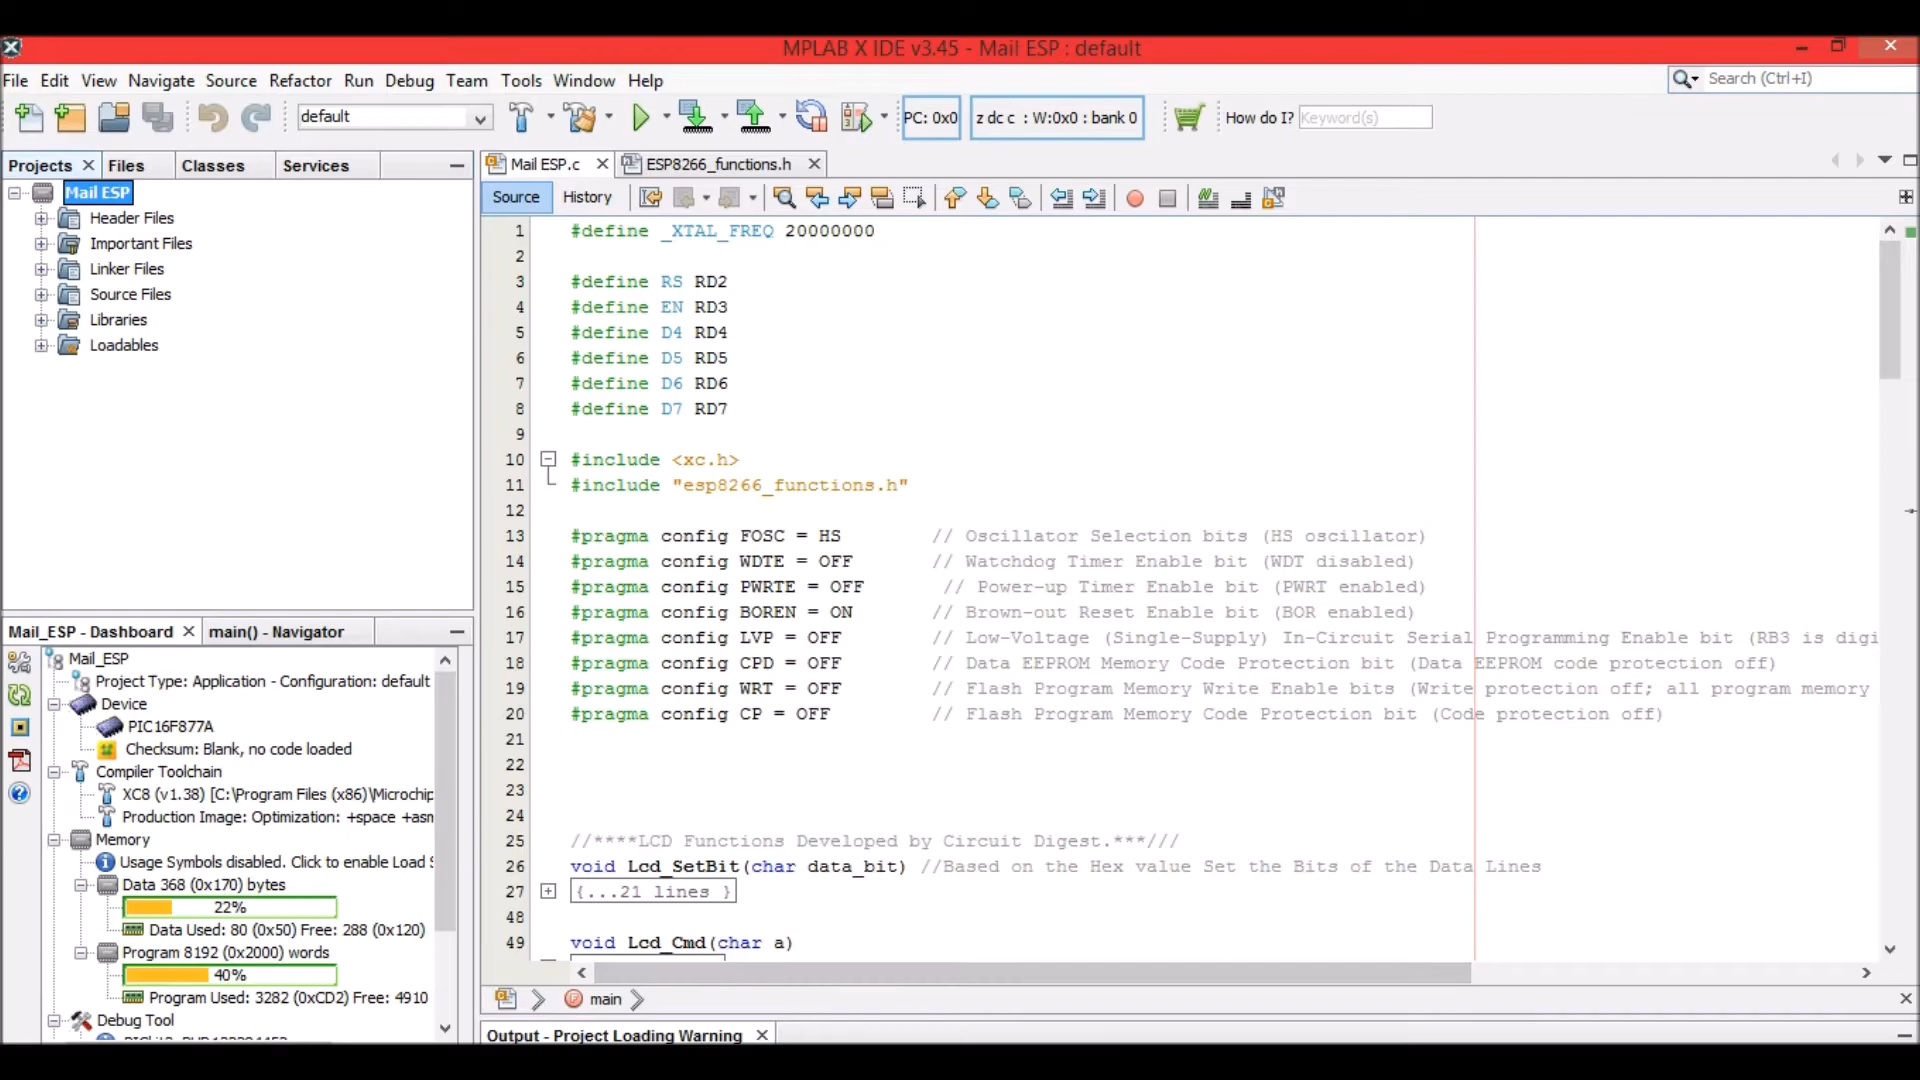 MPLAB X IDE v3.45 - Mail ESP : default
File Edit View Navigate Source Refactor Run Debug Team Tools Window Help
Search (Ctrl+I)
default
PC: 0x0
z dc c : W:0x0 : bank 0
How do I? Keyword(s)
Projects Files Classes Services
Mail ESP
Header Files
Important Files
Linker Files
Source Files
Libraries
Loadables
Mail_ESP - Dashboard main() - Navigator
Mail_ESP
Project Type: Application - Configuration: default
Device
PIC16F877A
Checksum: Blank, no code loaded
Compiler Toolchain
XC8 (v1.38) [C:\Program Files (x86)\Microchip
Production Image: Optimization: +space +asm
Memory
Usage Symbols disabled. Click to enable Load S
Data 368 (0x170) bytes
22%
Data Used: 80 (0x50) Free: 288 (0x120)
Program 8192 (0x2000) words
40%
Program Used: 3282 (0xCD2) Free: 4910
Debug Tool
Mail ESP.c ESP8266_functions.h
Source History
1 #define _XTAL_FREQ 20000000
2
3 #define RS RD2
4 #define EN RD3
5 #define D4 RD4
6 #define D5 RD5
7 #define D6 RD6
8 #define D7 RD7
9
10 #include <xc.h>
11 #include "esp8266_functions.h"
12
13 #pragma config FOSC = HS // Oscillator Selection bits (HS oscillator)
14 #pragma config WDTE = OFF // Watchdog Timer Enable bit (WDT disabled)
15 #pragma config PWRTE = OFF // Power-up Timer Enable bit (PWRT enabled)
16 #pragma config BOREN = ON // Brown-out Reset Enable bit (BOR enabled)
17 #pragma config LVP = OFF // Low-Voltage (Single-Supply) In-Circuit Serial Programming Enable bit (RB3 is digi
18 #pragma config CPD = OFF // Data EEPROM Memory Code Protection bit (Data EEPROM code protection off)
19 #pragma config WRT = OFF // Flash Program Memory Write Enable bits (Write protection off; all program memory
20 #pragma config CP = OFF // Flash Program Memory Code Protection bit (Code protection off)
21
22
23
24
25 //****LCD Functions Developed by Circuit Digest.***///
26 void Lcd_SetBit(char data_bit) //Based on the Hex value Set the Bits of the Data Lines
27 {...21 lines }
48
49 void Lcd_Cmd(char a)
main
Output - Project Loading Warning